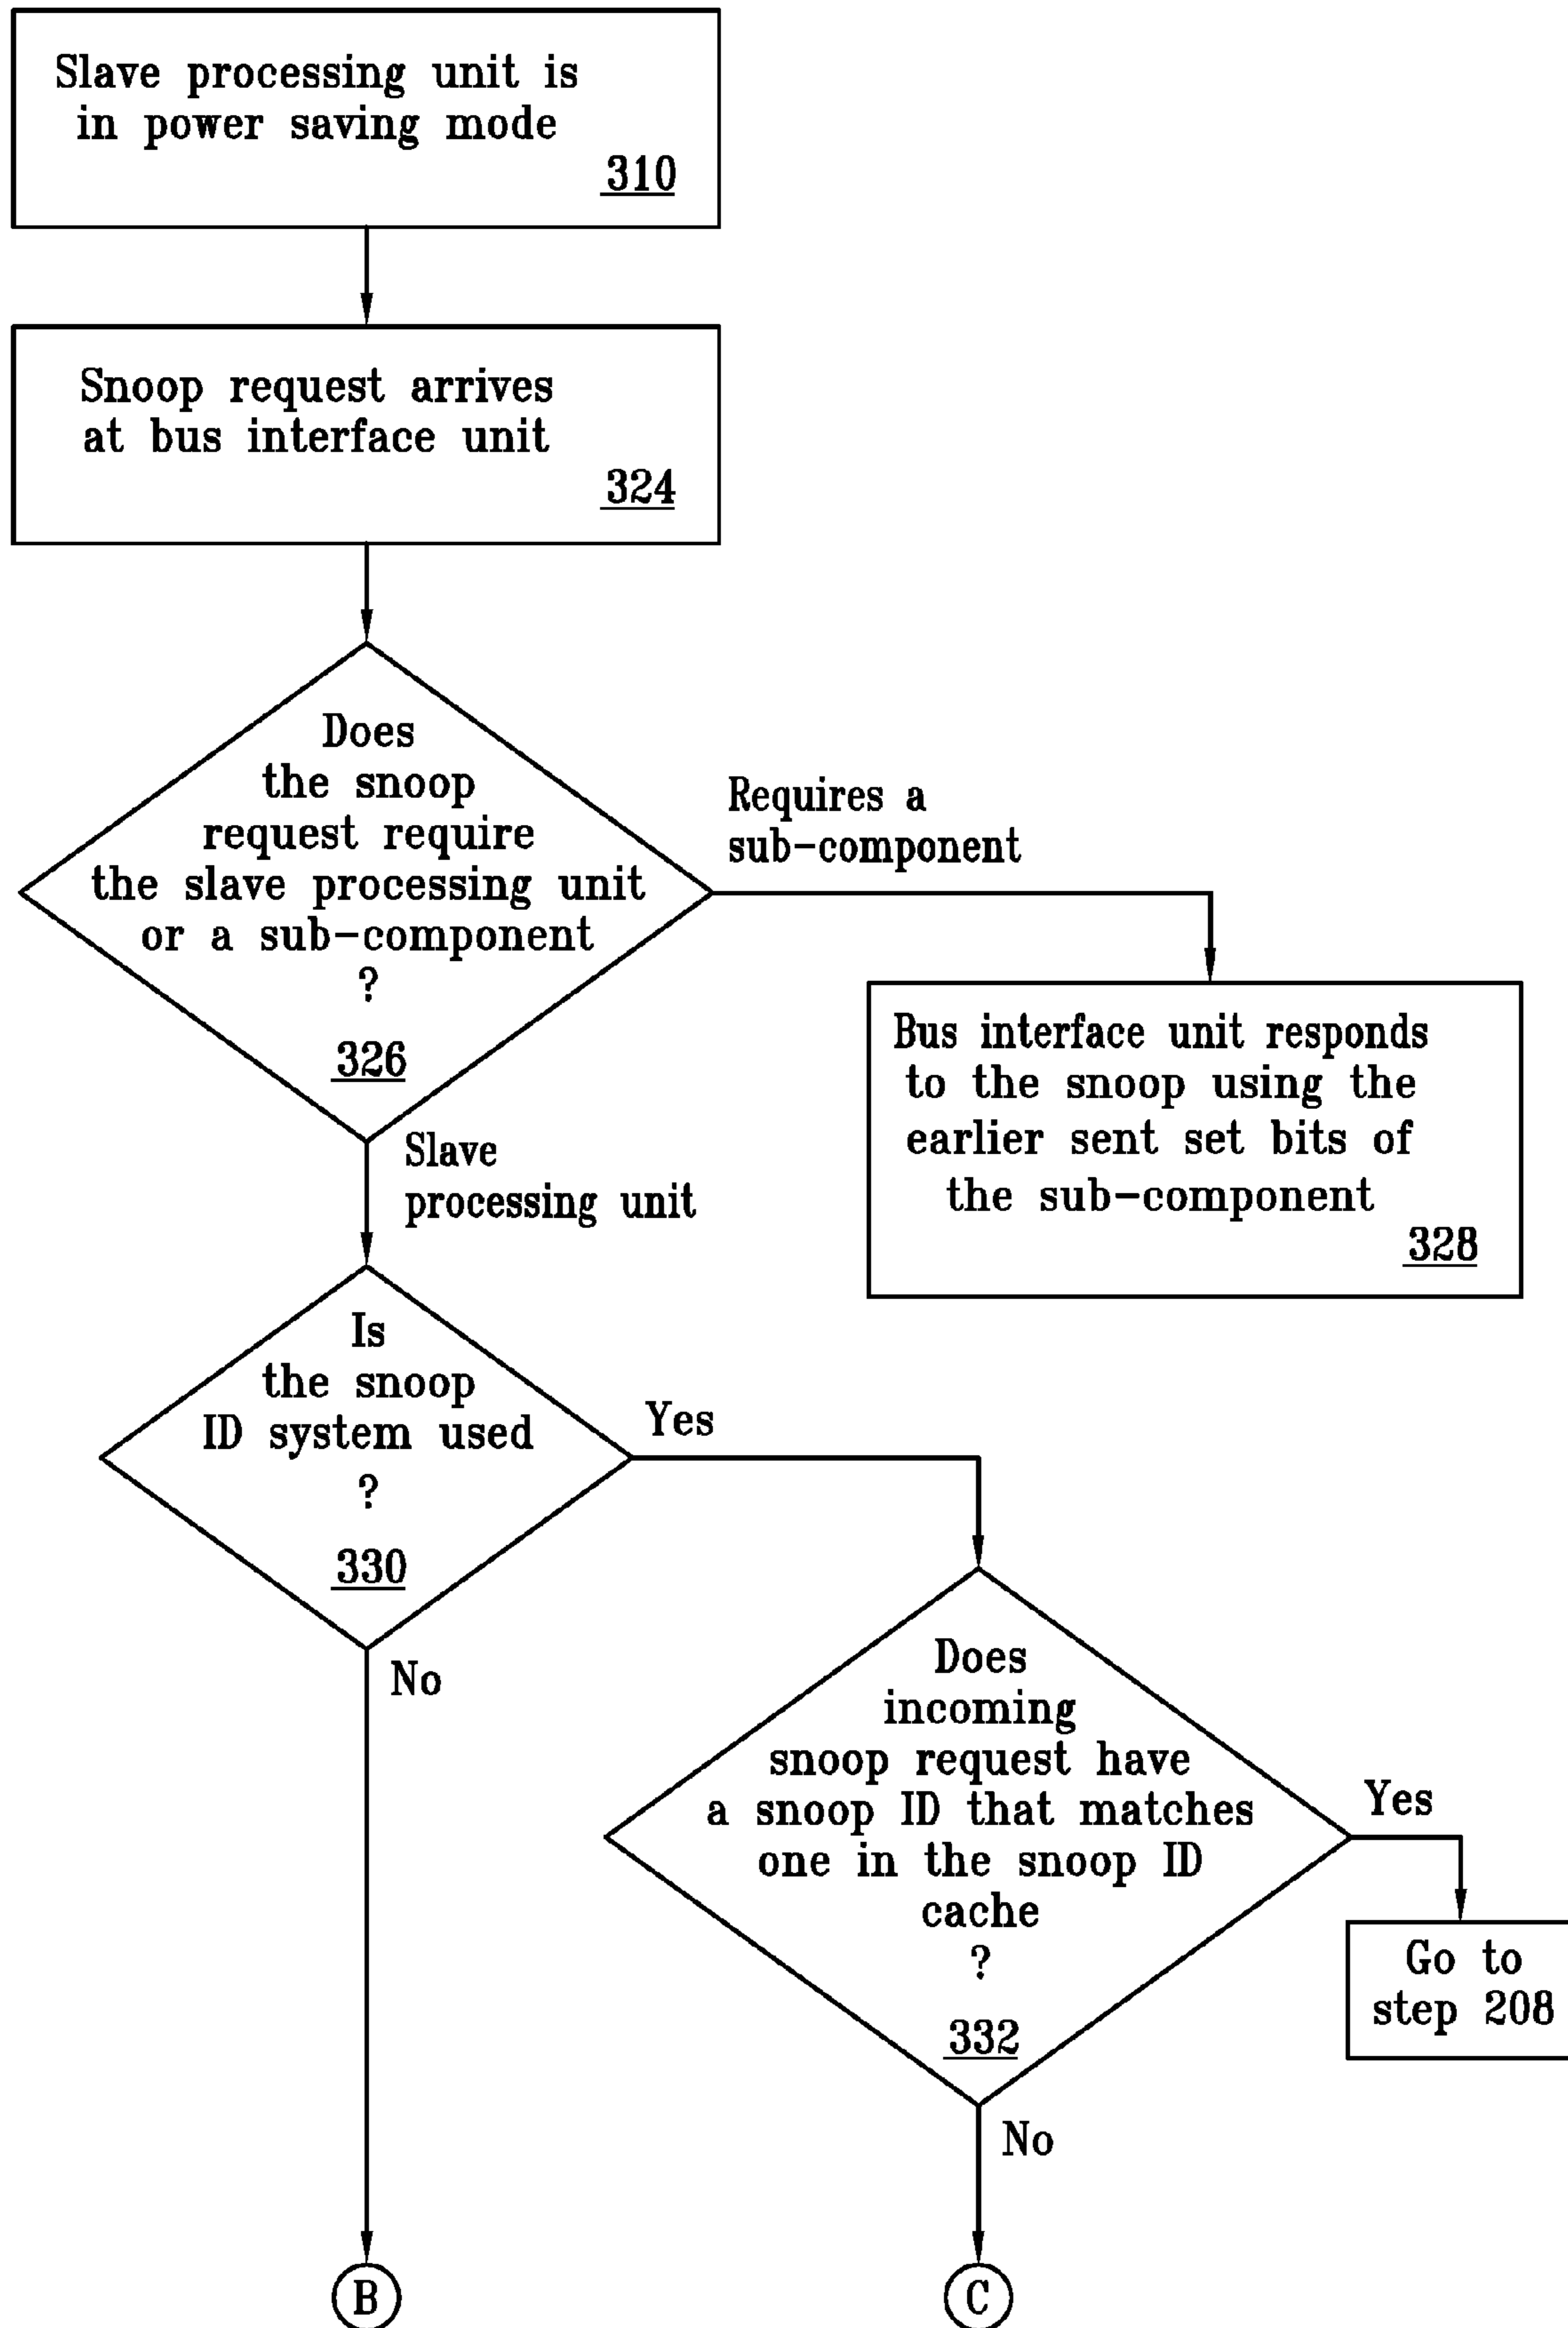 Slave processing unit is
in power saving mode
310
Snoop request arrives
at bus interface unit
324
Does
the snoop
request require
the slave processing unit
or a sub-component
?
326
Requires a
sub-component
Bus interface unit responds
to the snoop using the
earlier sent set bits of
the sub-component
328
Slave
processing unit
Is
the snoop
ID system used
?
330
Yes
No
Does
incoming
snoop request have
a snoop ID that matches
one in the snoop ID
cache
?
332
Yes
Go to
step 208
No
B
C